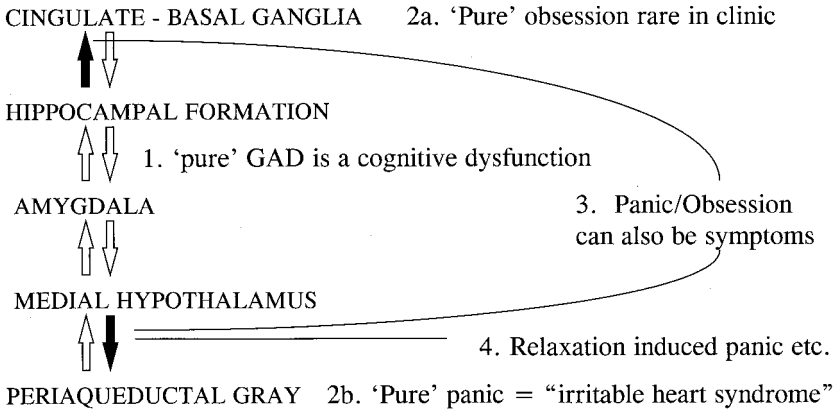 CINGULATE - BASAL GANGLIA 2a. ‘Pure’ obsession rare in clinic
HIPPOCAMPAL FORMATION
1. ‘pure’ GAD is a cognitive dysfunction
AMYGDALA
3. Panic/Obsession
can also be symptoms
MEDIAL HYPOTHALAMUS
4. Relaxation induced panic etc.
PERIAQUEDUCTAL GRAY 2b. ‘Pure’ panic = “irritable heart syndrome”